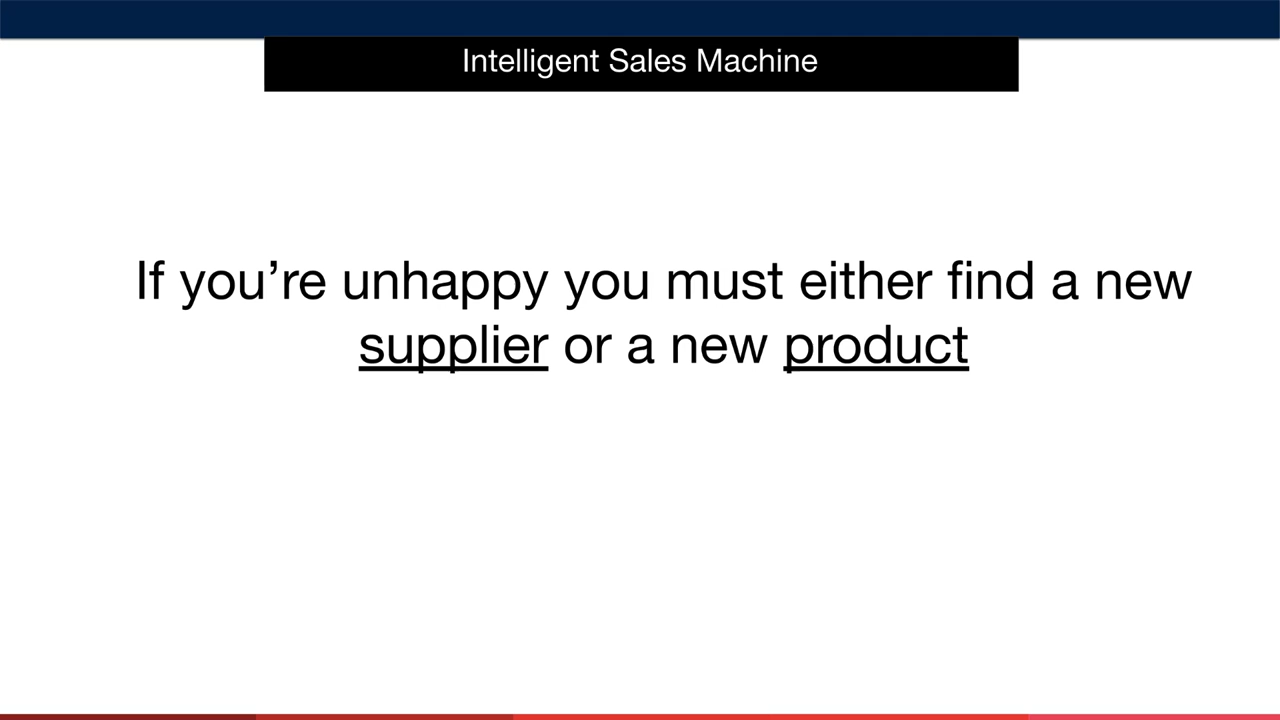 Intelligent Sales Machine
If you’re unhappy you must either find a new
supplier or a new product